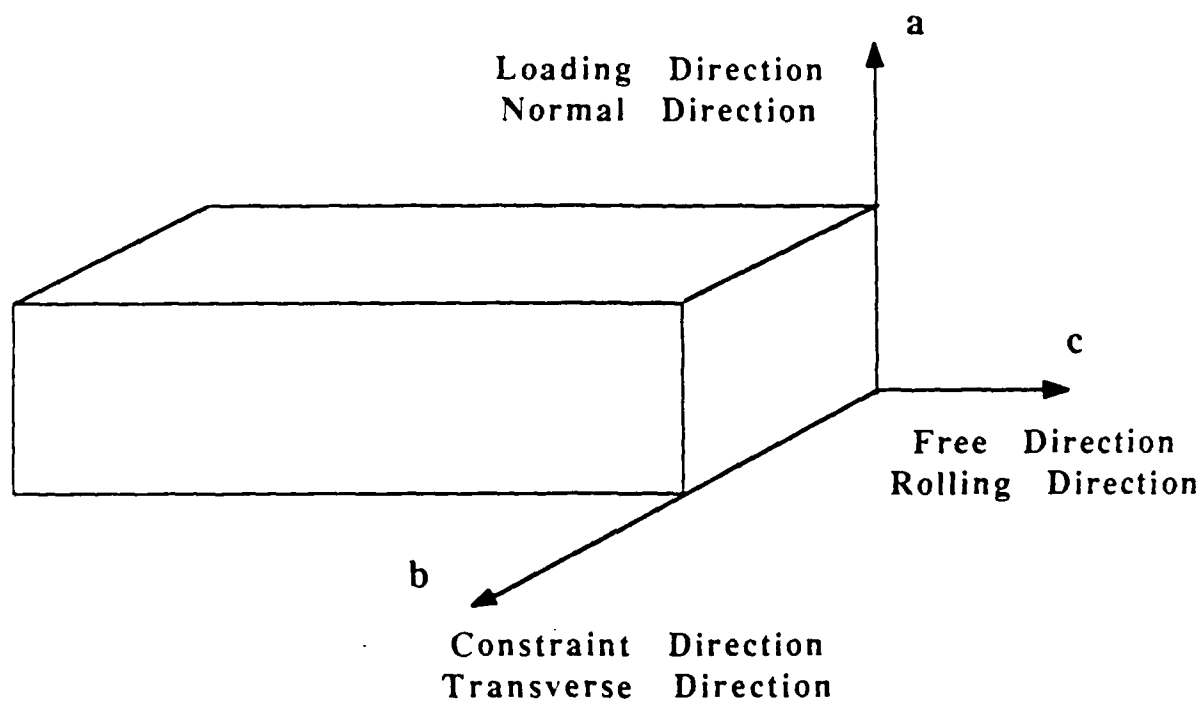 a
Loading Direction
Normal Direction
c
Free Direction
Rolling Direction
b
Constraint Direction
Transverse Direction